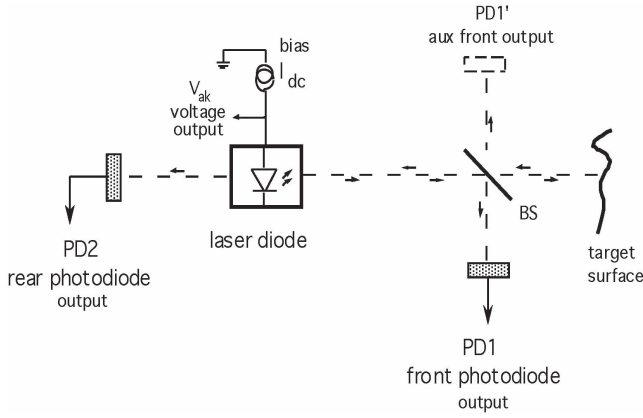 PD1'
aux front output
bias
I dc
V ak
voltage
output
BS
laser diode
target
surface
PD2
rear photodiode
output
PD1
front photodiode
output